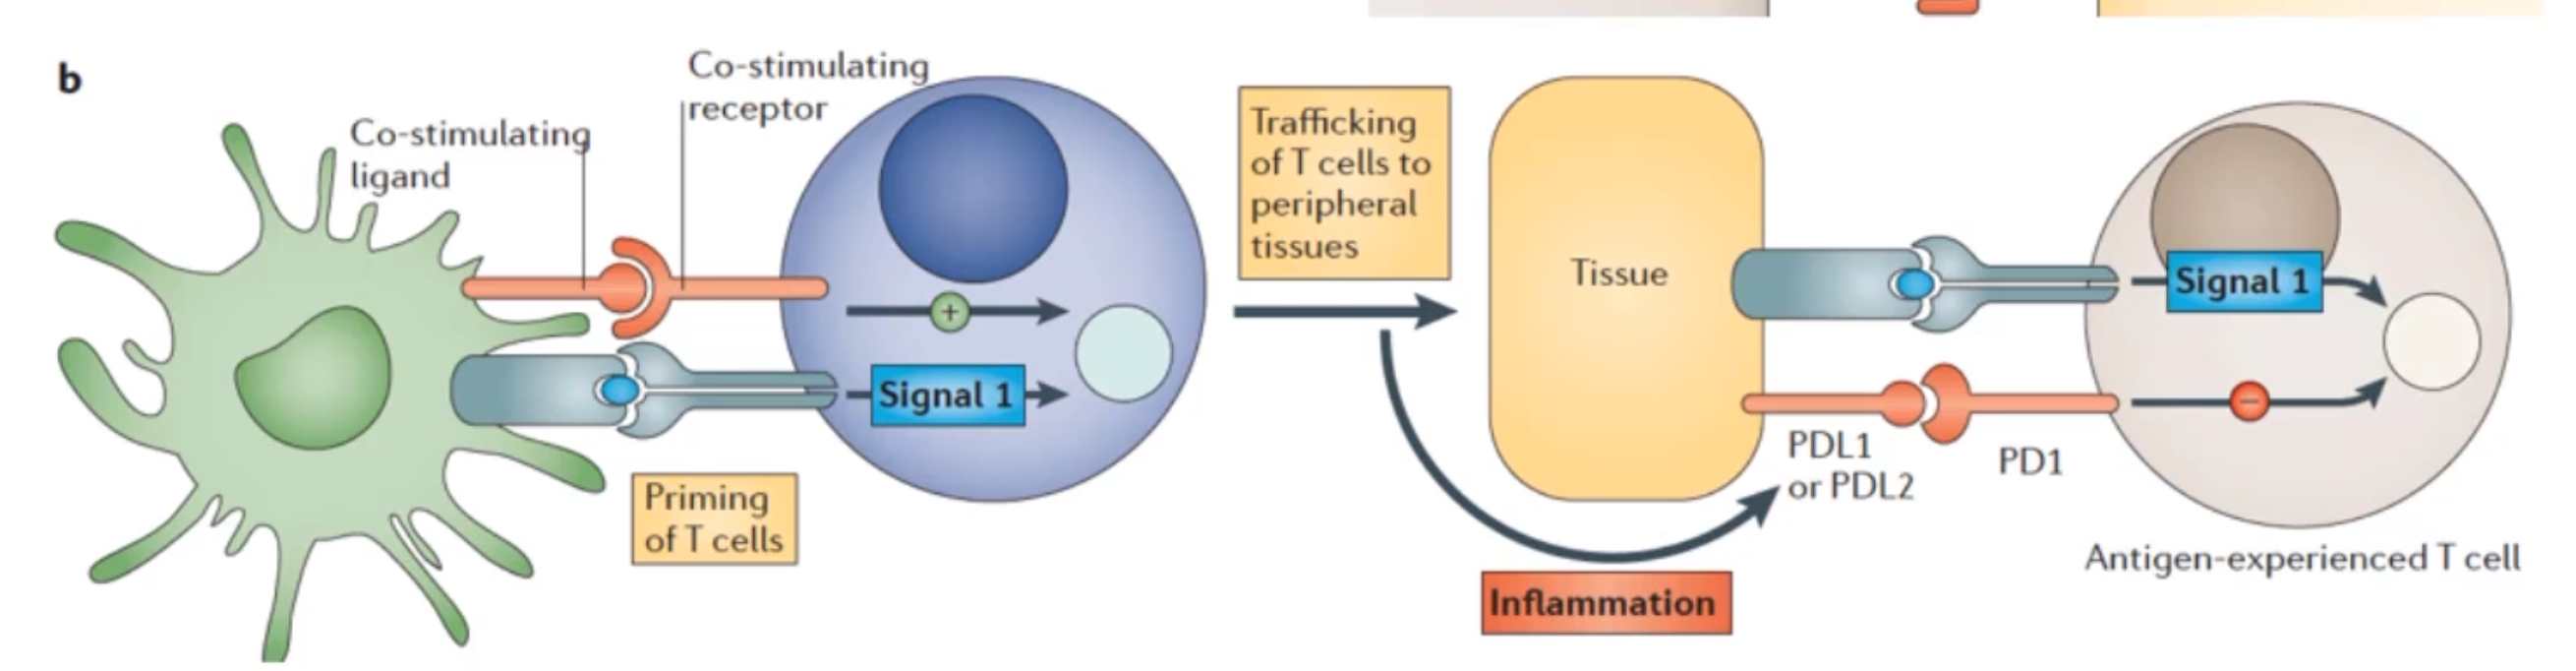 b
Co-stimulating
ligand
Co-stimulating
receptor
+
Signal 1
Priming
of T cells
Trafficking
of T cells to
peripheral
tissues
Inflammation
Tissue
Signal 1
−
PDL1
or PDL2
PD1
Antigen-experienced T cell